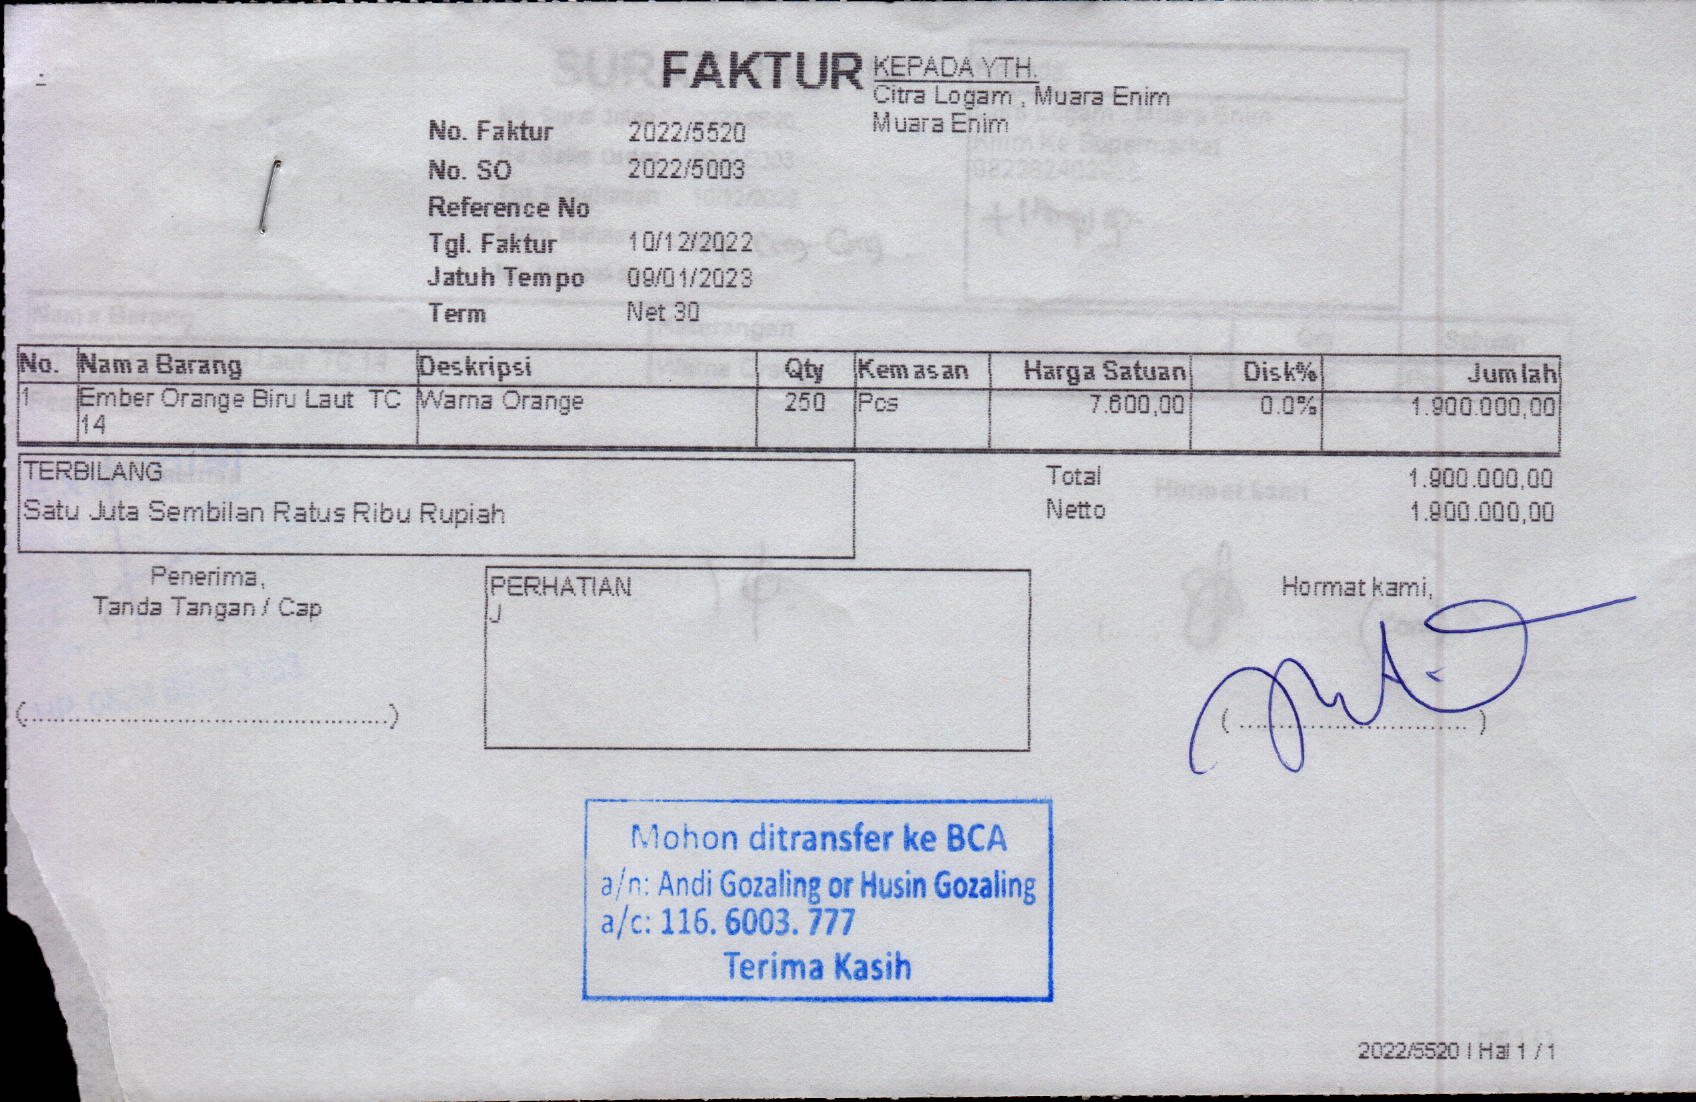 FAKTUR
KEPADA YTH.
Citra Logam , Muara Enim
Muara Enim
No. Faktur 2022/5520
No. SO 2022/5003
Reference No
Tgl. Faktur 10/12/2022
Jatuh Tempo 09/01/2023
Term Net 30
No. Nama Barang Deskripsi Qty Kemasan Harga Satuan Disk% Jumlah
1 Ember Orange Biru Laut TC Warna Orange 250 Pcs 7.600,00 0.0% 1.900.000,00
14
TERBILANG
Satu Juta Sembilan Ratus Ribu Rupiah
Total 1.900.000,00
Netto 1.900.000,00
Penerima,
Tanda Tangan / Cap
(................................................)
PERHATIAN
J
Hormat kami,
( .............................. )
Mohon ditransfer ke BCA
a/n: Andi Gozaling or Husin Gozaling
a/c: 116. 6003. 777
Terima Kasih
2022/5520 | Hal 1 / 1